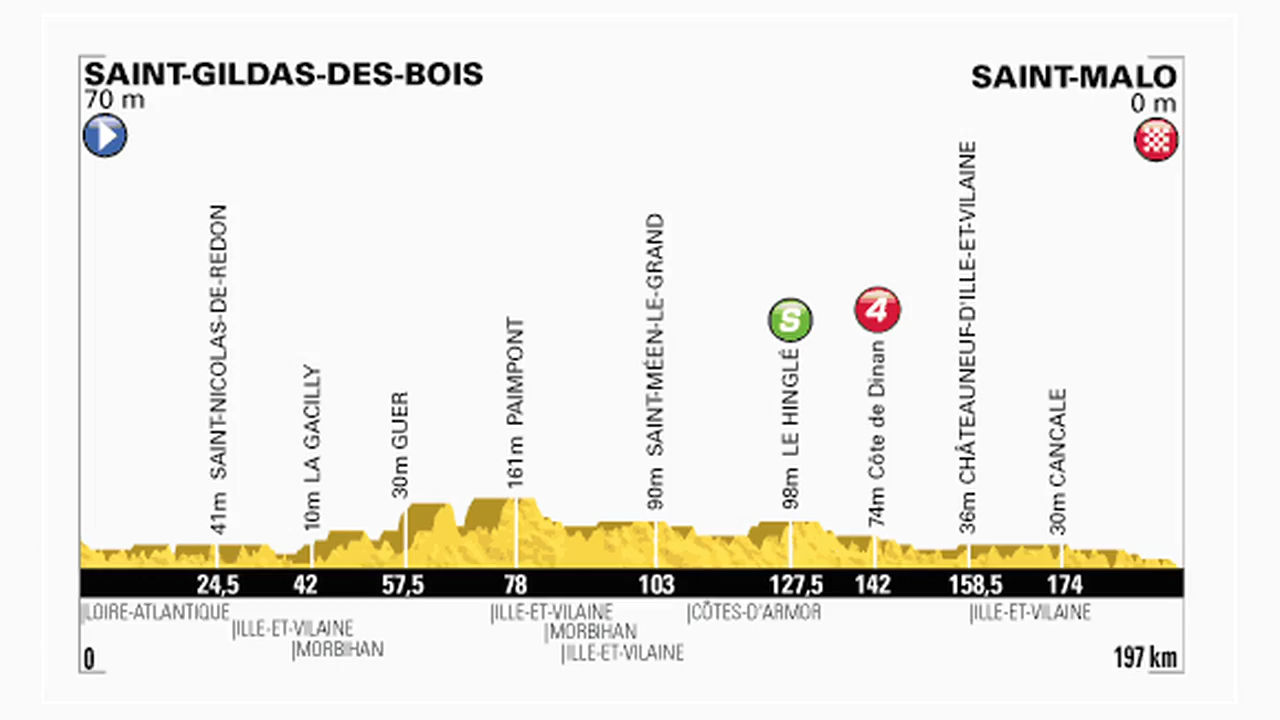 SAINT-GILDAS-DES-BOIS
70 m
SAINT-MALO
0 m
41m SAINT-NICOLAS-DE-REDON
10m LA GACILLY
30m GUER
161m PAIMPONT
90m SAINT-MÉEN-LE-GRAND
S
98m LE HINGLÉ
4
74m Côte de Dinan
36m CHÂTEAUNEUF-D'ILLE-ET-VILAINE
30m CANCALE
24,5 42 57,5 78 103 127,5 142 158,5 174
LOIRE-ATLANTIQUE
ILLE-ET-VILAINE
MORBIHAN
ILLE-ET-VILAINE
MORBIHAN
ILLE-ET-VILAINE
CÔTES-D'ARMOR
ILLE-ET-VILAINE
0
197 km